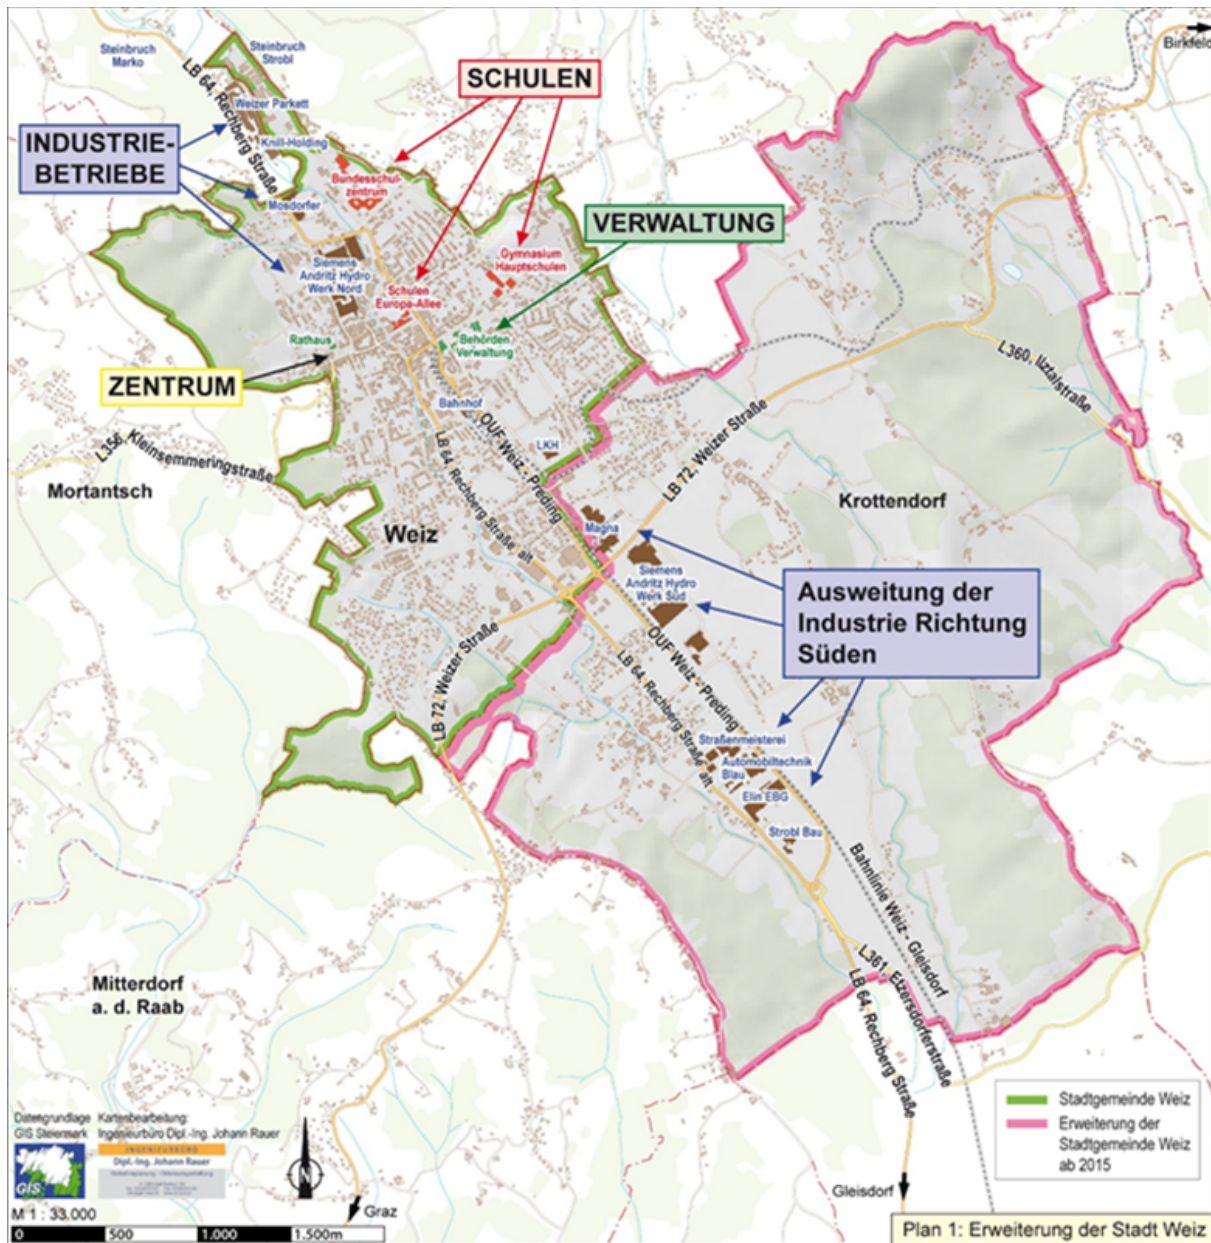 Birkfeld
Steinbruch
Marko
Steinbruch
Strobl
SCHULEN
LB 64, Rechberg Straße
Weizer Parkett
INDUSTRIE-
BETRIEBE
Knill-Holding
Bundesschul-
zentrum
Mosdorfer
VERWALTUNG
Siemens
Andritz Hydro
Werk Nord
Gymnasium
Hauptschulen
Schulen
Europa-Allee
Rathaus
Behörden
Verwaltung
ZENTRUM
L360, Ilztalstraße
Bahnhof
OUF Weiz - Preding
LB 64, Rechberg Straße alt
LKH
LB 72, Weizer Straße
L356, Kleinsemmeringstraße
Mortantsch
Weiz
Krottendorf
Magna
Siemens
Andritz Hydro
Werk Süd
Ausweitung der
Industrie Richtung
Süden
LB 72, Weizer Straße
OUF Weiz - Preding
LB 64, Rechberg Straße alt
Straßenmeisterei
Automobiltechnik
Blau
Elin EBG
Strobl Bau
Bahnlinie Weiz - Gleisdorf
L361, Etzersdorferstraße
LB 64, Rechberg Straße
Mitterdorf
a. d. Raab
Datengrundlage
GIS Steiermark
Kartenbearbeitung:
Ingenieurbüro Dipl.-Ing. Johann Rauer
GIS
INGENIEURBÜRO
Dipl.-Ing. Johann Rauer
M 1 : 33.000
0 500 1.000 1.500m
Graz
Gleisdorf
Stadtgemeinde Weiz
Erweiterung der
Stadtgemeinde Weiz
ab 2015
Plan 1: Erweiterung der Stadt Weiz